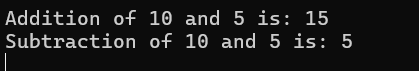 Addition of 10 and 5 is: 15
Subtraction of 10 and 5 is: 5